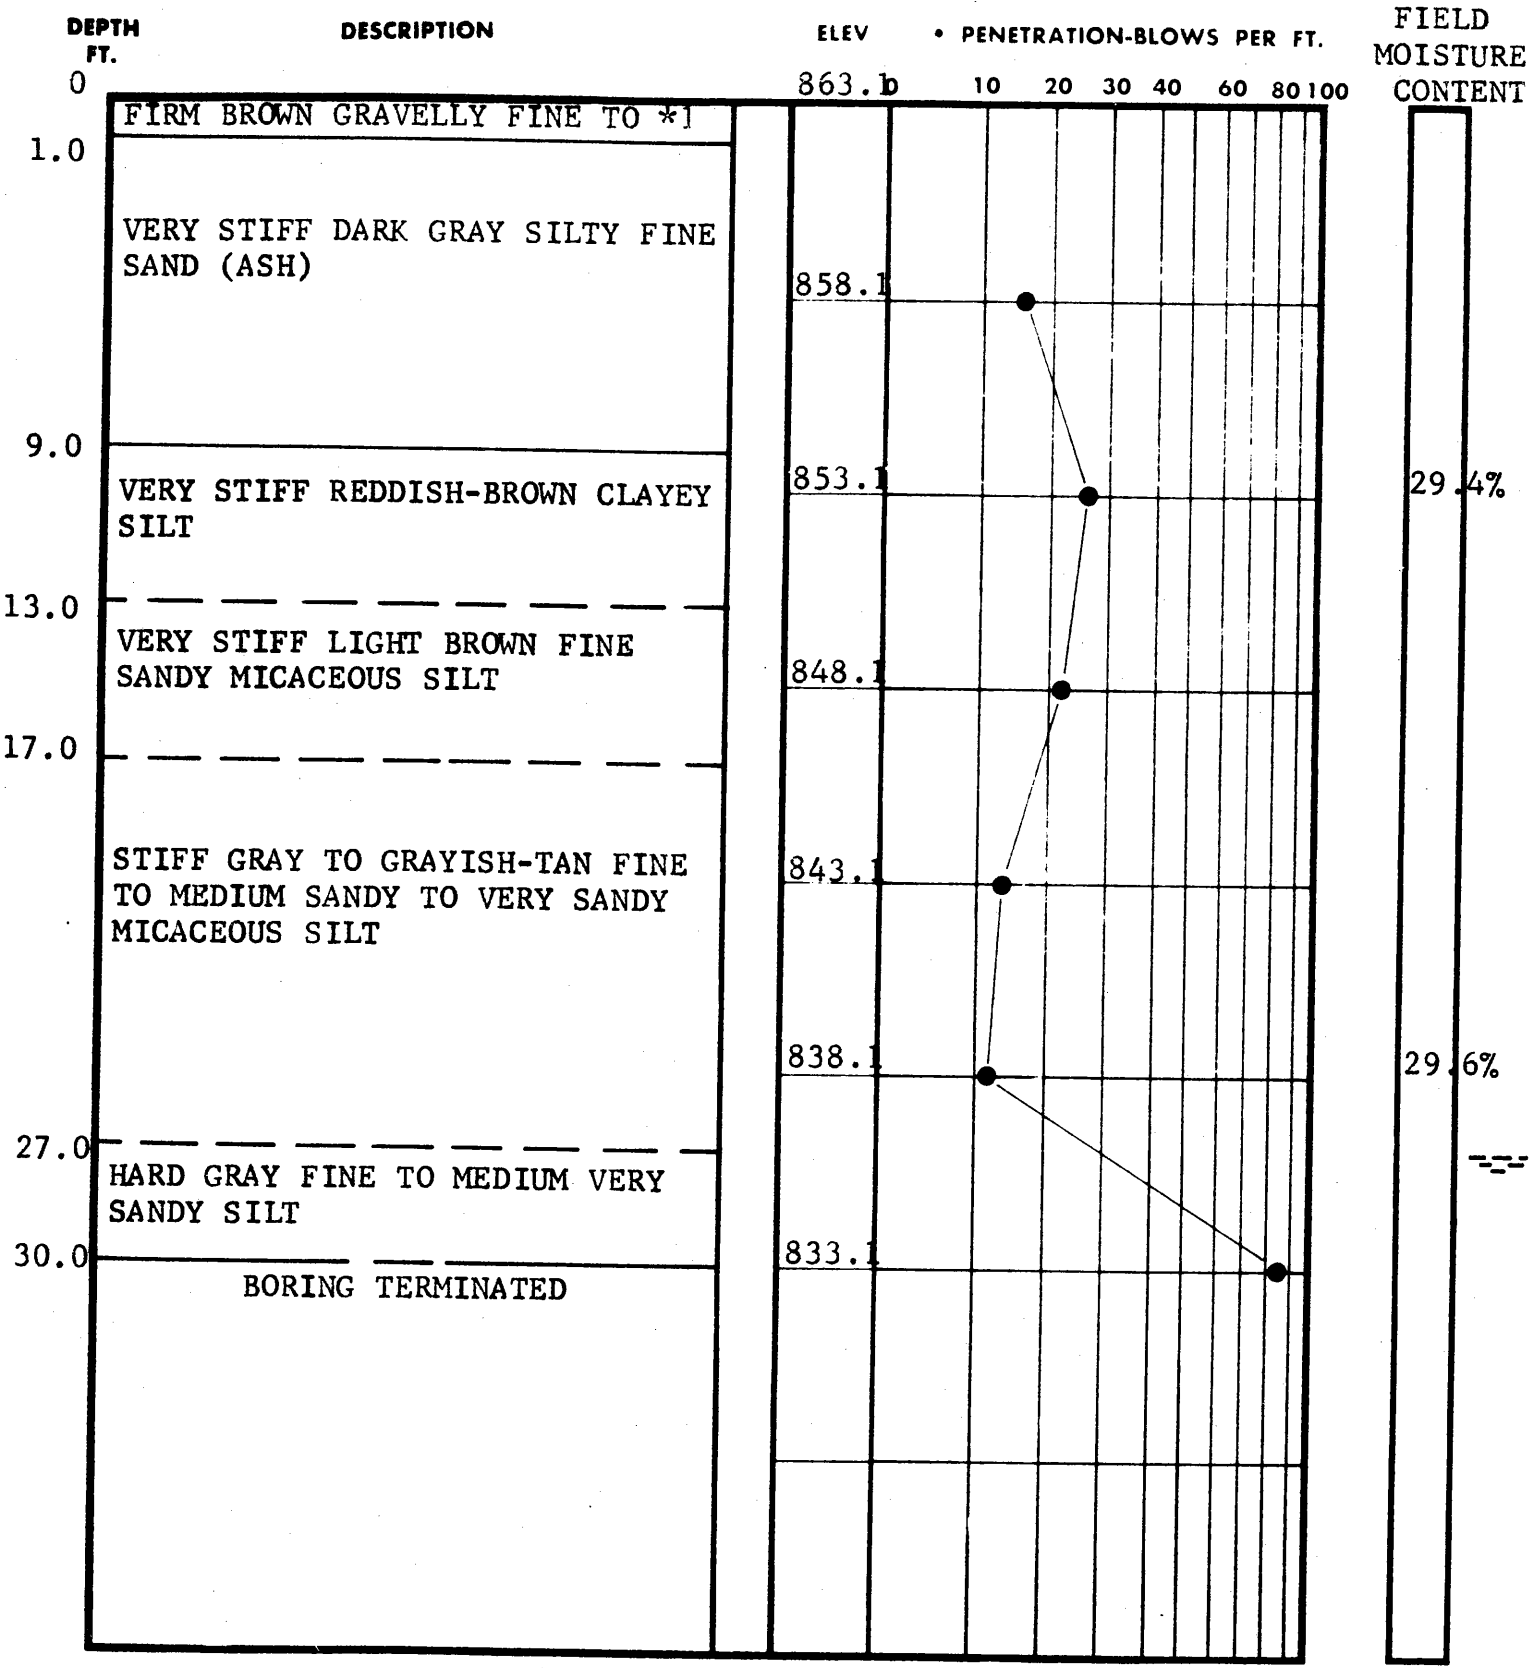 DEPTH FT.
DESCRIPTION
ELEV
• PENETRATION-BLOWS PER FT.
FIELD
MOISTURE
CONTENT
0
863.1
0 10 20 30 40 60 80 100
FIRM BROWN GRAVELLY FINE TO *1
1.0
VERY STIFF DARK GRAY SILTY FINE
SAND (ASH)
858.1
9.0
VERY STIFF REDDISH-BROWN CLAYEY
SILT
853.1
29.4%
13.0
VERY STIFF LIGHT BROWN FINE
SANDY MICACEOUS SILT
848.1
17.0
STIFF GRAY TO GRAYISH-TAN FINE
TO MEDIUM SANDY TO VERY SANDY
MICACEOUS SILT
843.1
838.1
29.6%
27.0
HARD GRAY FINE TO MEDIUM VERY
SANDY SILT
30.0
833.1
BORING TERMINATED